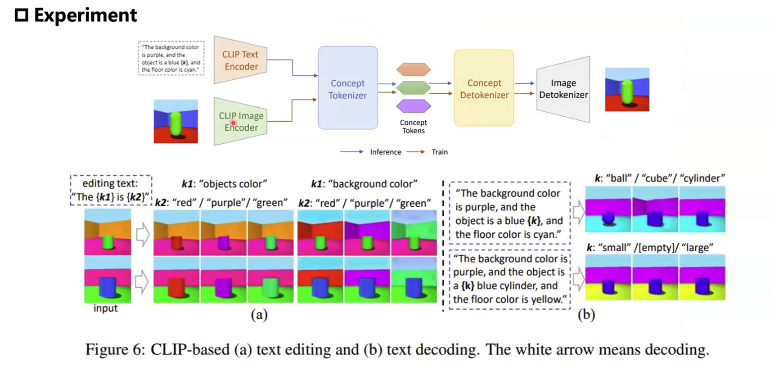 Experiment
"The background color
is purple, and the
object is a blue {k}, and
the floor color is cyan."
CLIP Text
Encoder
CLIP Image
Encoder
Concept
Tokenizer
Concept
Tokens
Concept
Detokenizer
Image
Detokenizer
Inference
Train
editing text:
"The {k1} is {k2}"
input
k1: "objects color"
k2: "red" / "purple"/ "green"
k1: "background color"
k2: "red" / "purple"/"green"
(a)
"The background color
is purple, and the
object is a blue {k}, and
the floor color is cyan."
"The background color is
purple, and the object is
a {k} blue cylinder, and
the floor color is yellow."
k: "ball" / "cube"/ "cylinder"
k: "small" /[empty]/ "large"
(b)
Figure 6: CLIP-based (a) text editing and (b) text decoding. The white arrow means decoding.